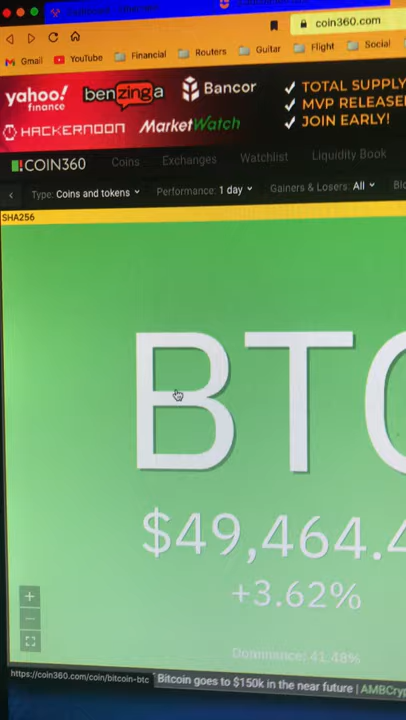 coin360.com
Gmail YouTube Financial Routers Guitar Flight Social
yahoo!
finance
benzinga
Bancor
HACKERNOON
MarketWatch
TOTAL SUPPLY
MVP RELEASE
JOIN EARLY!
COIN360 Coins Exchanges Watchlist Liquidity Book
Type: Coins and tokens Performance: 1 day Gainers & Losers: All
SHA256
BTC
$49,464.4
+3.62%
Dominance: 41.48%
https://coin360.com/coin/bitcoin-btc
Bitcoin goes to $150k in the near future | AMBCryp